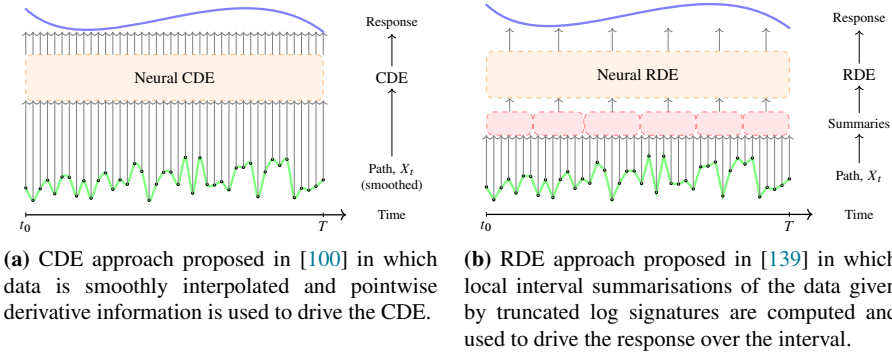 Response
Neural CDE
CDE
Path, X_t
(smoothed)
t_0
T
Time
(a) CDE approach proposed in [100] in which
data is smoothly interpolated and pointwise
derivative information is used to drive the CDE.
Response
Neural RDE
RDE
Summaries
Path, X_t
t_0
T
Time
(b) RDE approach proposed in [139] in which
local interval summarisations of the data given
by truncated log signatures are computed and
used to drive the response over the interval.